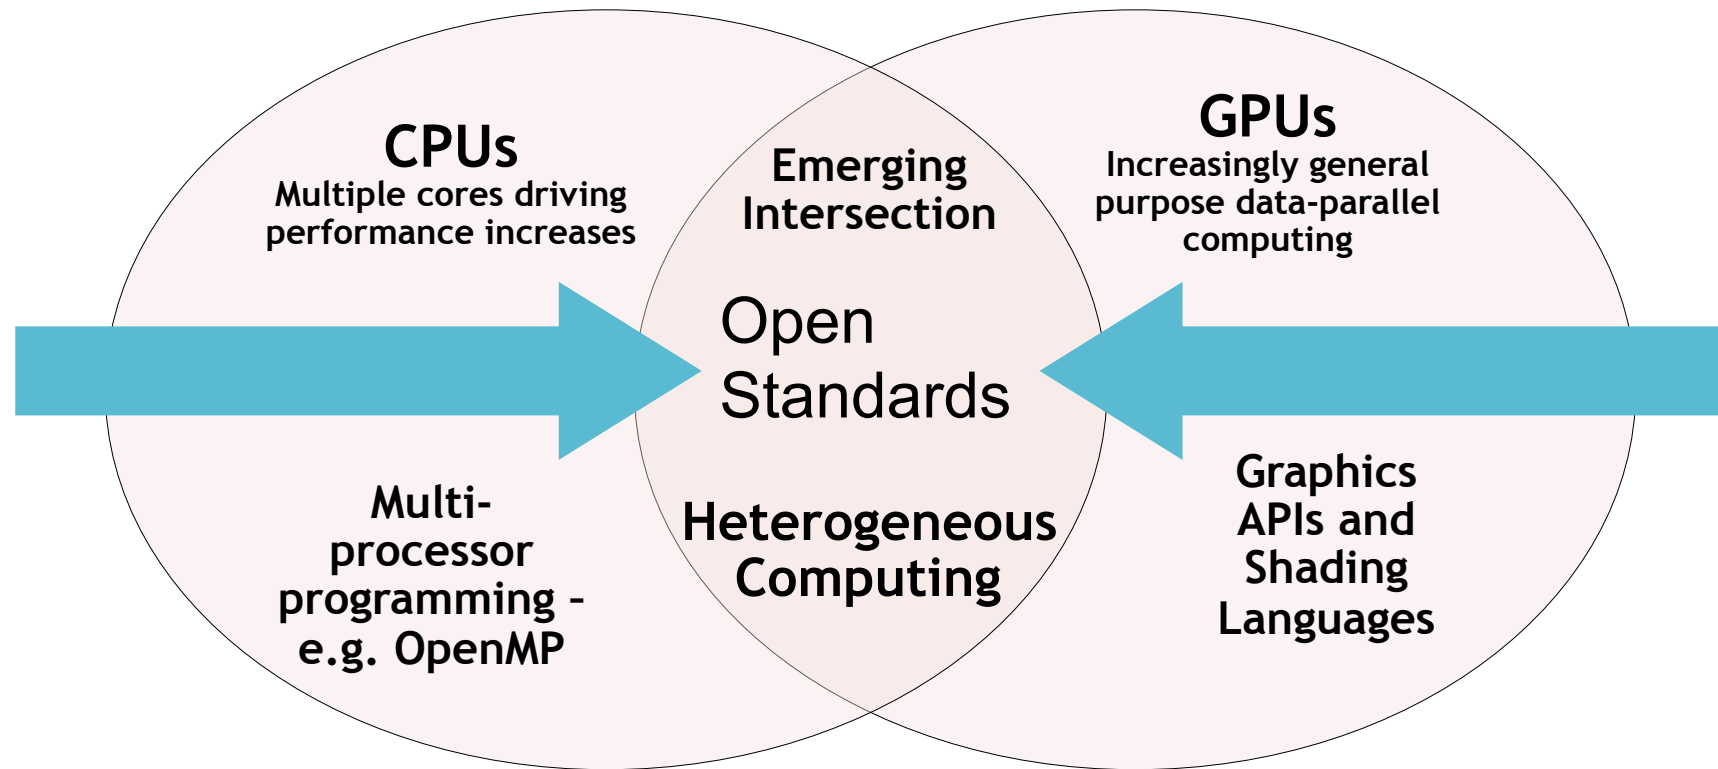 CPUs
Multiple cores driving
performance increases
Multi-
processor
programming –
e.g. OpenMP
Emerging
Intersection
Open
Standards
Heterogeneous
Computing
GPUs
Increasingly general
purpose data-parallel
computing
Graphics
APIs and
Shading
Languages